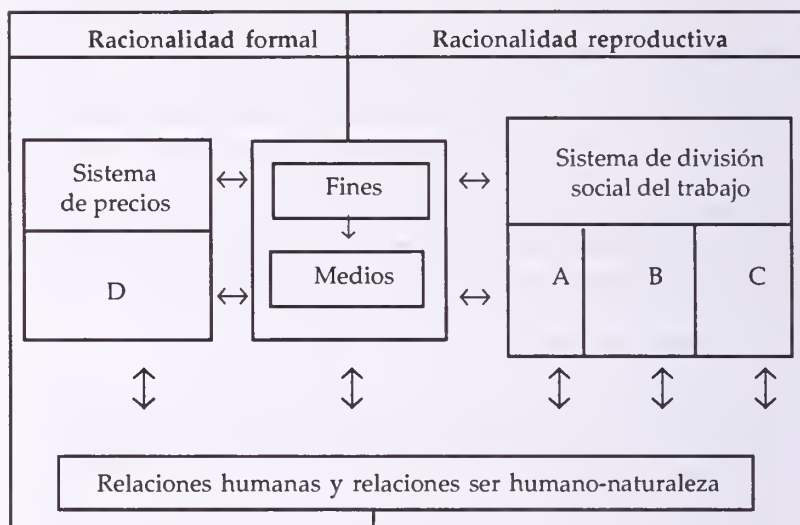 Racionalidad formal
Racionalidad reproductiva
Sistema
de precios
D
Fines
Medios
Sistema de división
social del trabajo
A
B
C
Relaciones humanas y relaciones ser humano-naturaleza